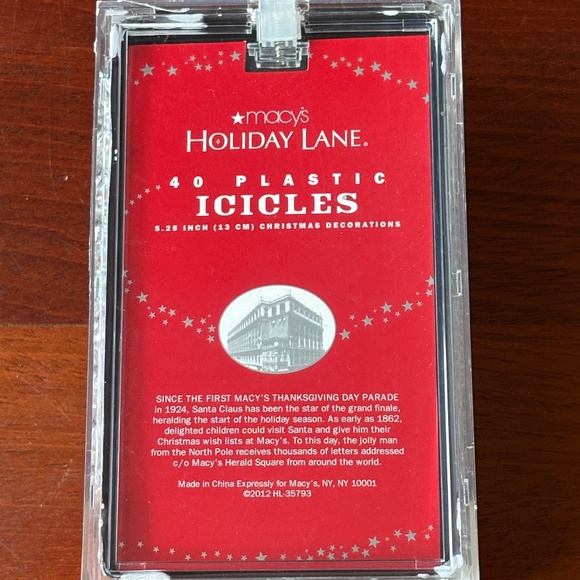 ★macy's
HOLIDAY LANE®
40 PLASTIC
ICICLES
5.25 INCH (13 CM) CHRISTMAS DECORATIONS
SINCE THE FIRST MACY'S THANKSGIVING DAY PARADE
in 1924, Santa Claus has been the star of the grand finale,
heralding the start of the holiday season. As early as 1862,
delighted children could visit Santa and give him their
Christmas wish lists at Macy's. To this day, the jolly man
from the North Pole receives thousands of letters addressed
c/o Macy's Herald Square from around the world.
Made in China Expressly for Macy's, NY, NY 10001
©2012 HL-35793